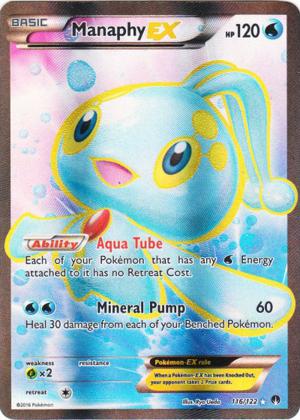 BASIC
Manaphy EX HP 120
Ability Aqua Tube
Each of your Pokémon that has any Energy
attached to it has no Retreat Cost.
Mineral Pump 60
Heal 30 damage from each of your Benched Pokémon.
weakness resistance
×2
retreat
Pokémon-EX rule
When a Pokémon-EX has been Knocked Out,
your opponent takes 2 Prize cards.
©2016 Pokémon
Illus. Ryo Ueda
116/122